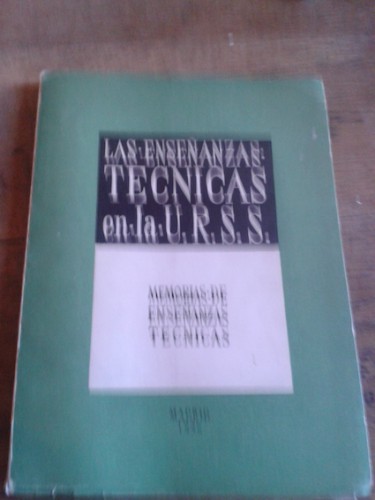 LAS·ENSEÑANZAS·
TECNICAS
en·la·U.R.S.S.
MEMORIAS·DE
ENSEÑANZAS
TECNICAS
MADRID